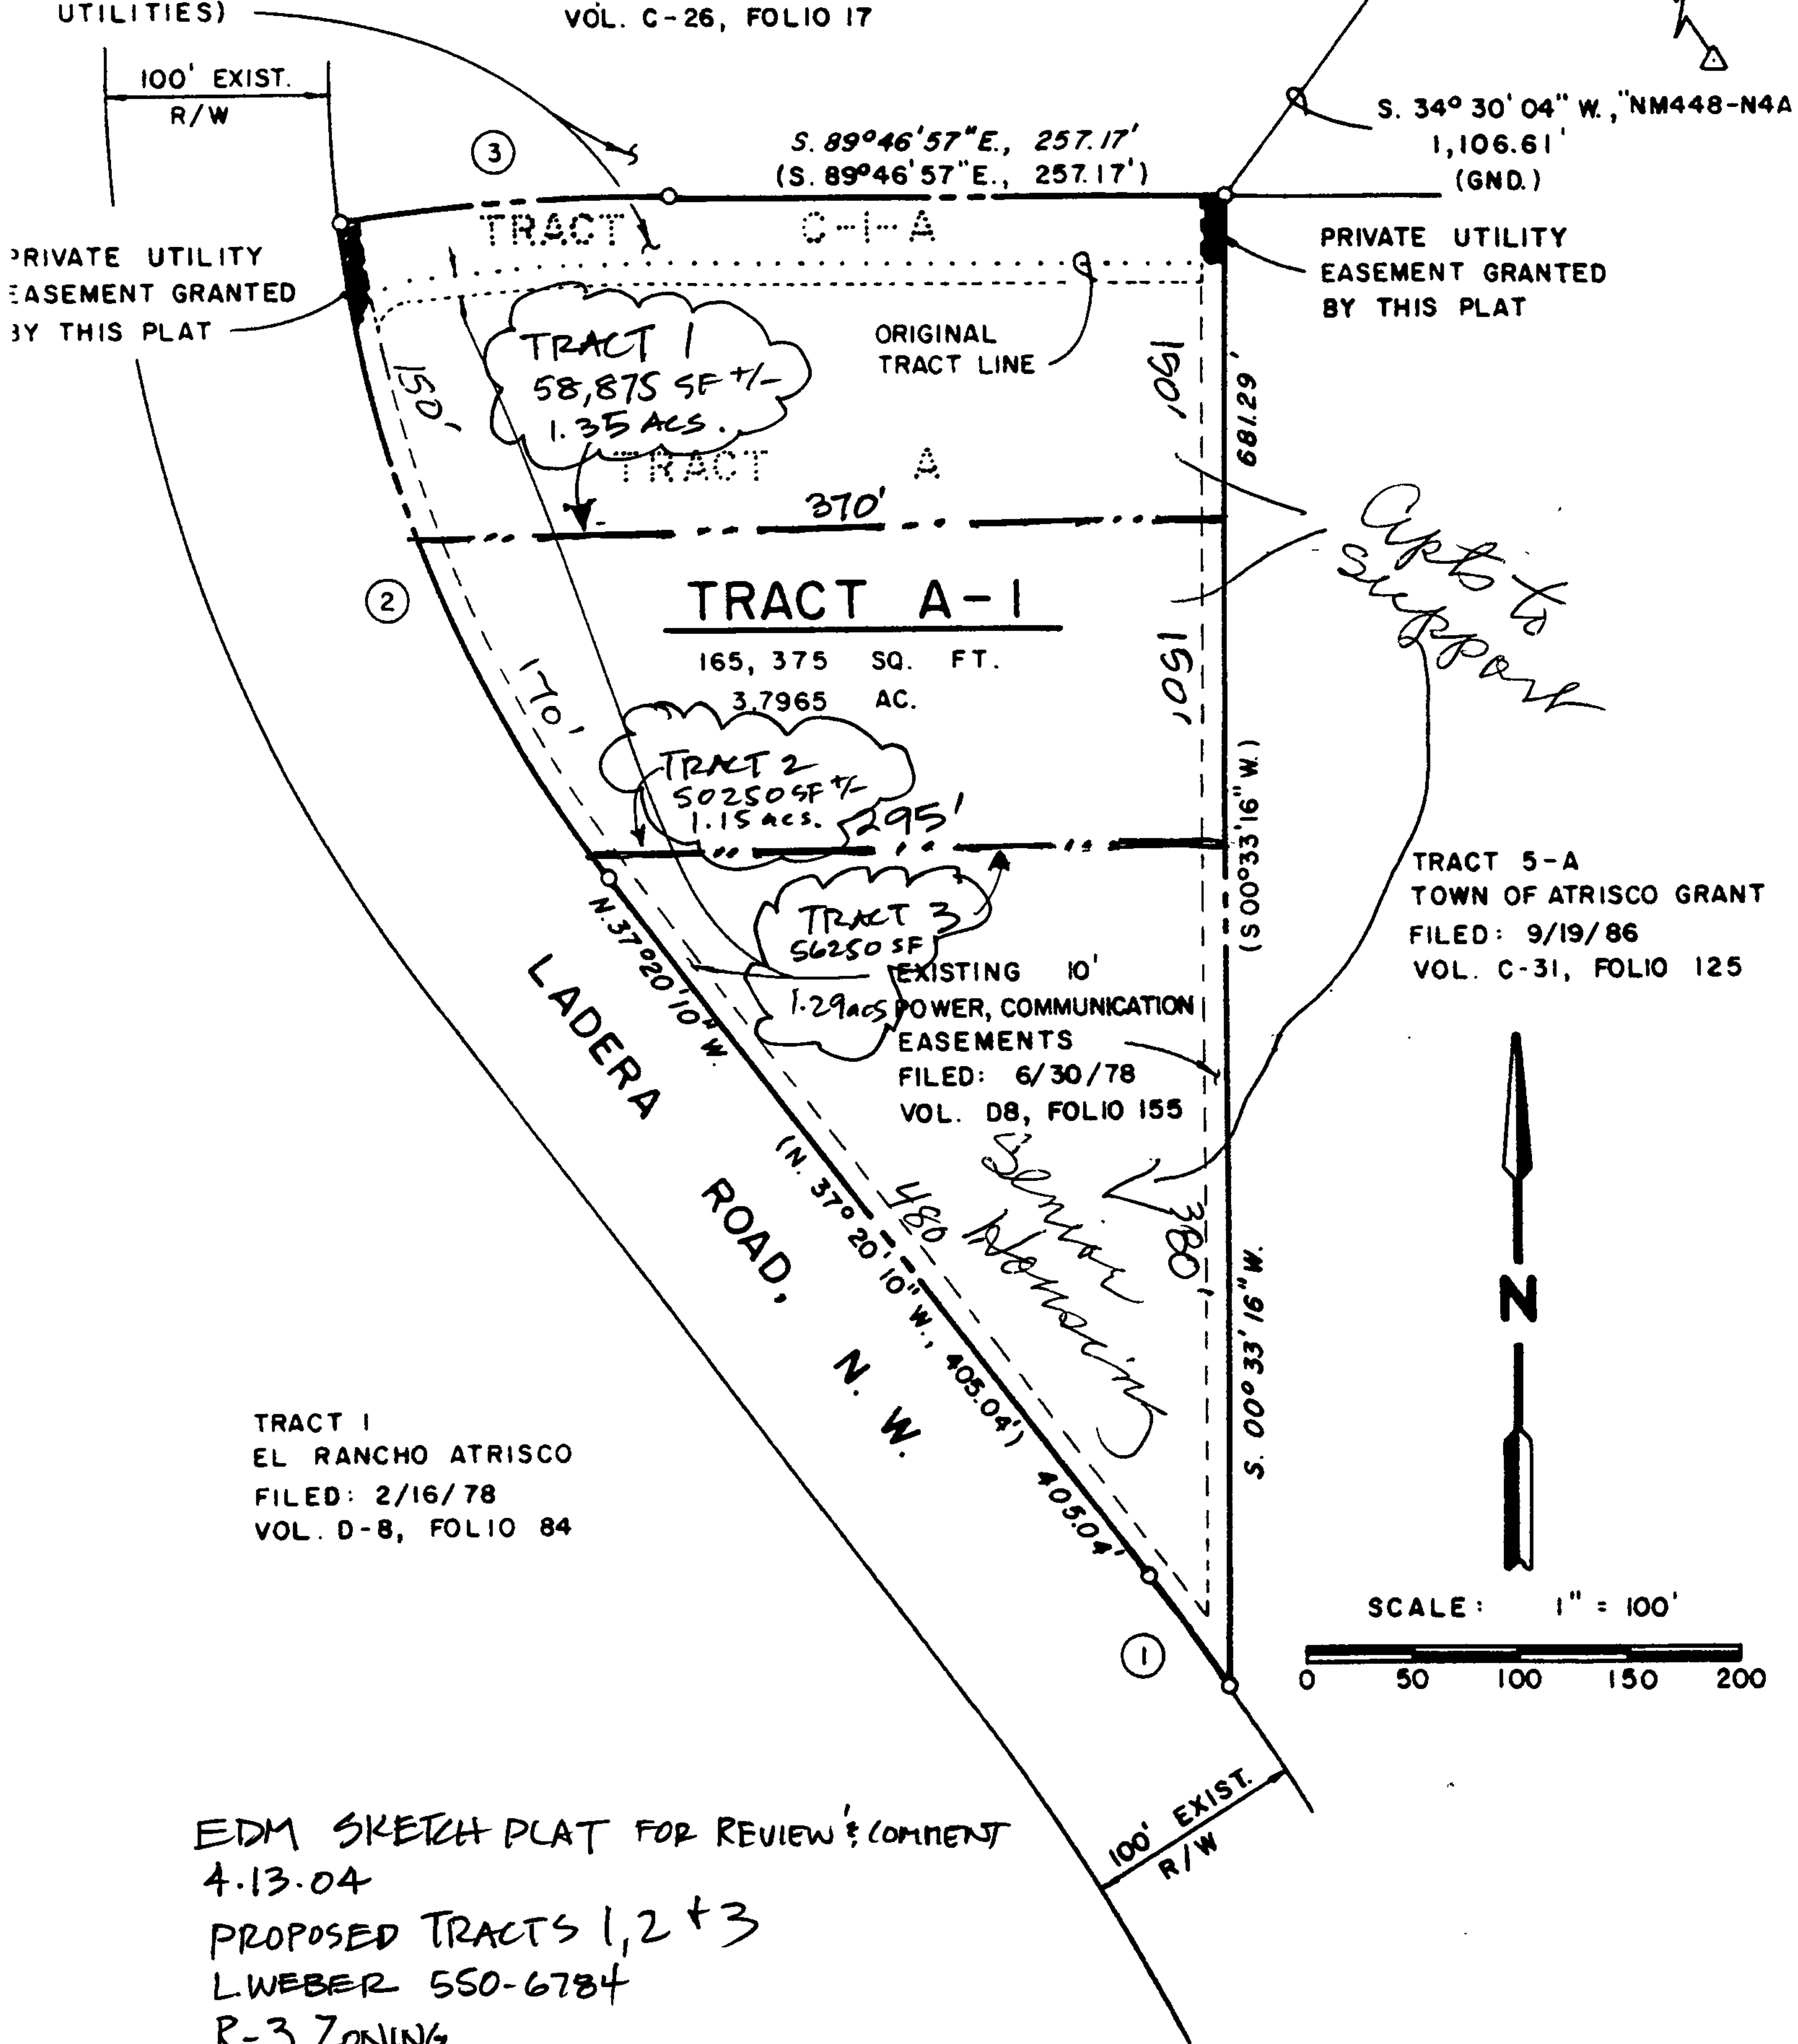 UTILITIES)
VOL. C-26, FOLIO 17
100' EXIST.
R/W
3
S. 89°46'57"E., 257.17'
(S. 89°46'57"E., 257.17')
S. 34° 30' 04" W., "NM448-N4A
1,106.61'
(GND.)
TRACT C-1-A
PRIVATE UTILITY
EASEMENT GRANTED
BY THIS PLAT
PRIVATE UTILITY
EASEMENT GRANTED
BY THIS PLAT
TRACT 1
58,875 SF +/-
1.35 ACS.
ORIGINAL
TRACT LINE
150'
150'
681.29'
TRACT A
370'
Apts to
Support
2
TRACT A-1
165, 375 SQ. FT.
3.7965 AC.
170'
150'
TRACT 2
50250 SF +/-
1.15 acs.
295'
(S 00°33'16" W.)
TRACT 3
56250 SF
1.29acs
TRACT 5-A
TOWN OF ATRISCO GRANT
FILED: 9/19/86
VOL. C-31, FOLIO 125
N.37°20'10" W.
EXISTING 10'
POWER, COMMUNICATION
EASEMENTS
FILED: 6/30/78
VOL. D8, FOLIO 155
LADERA ROAD, N. W.
(N. 37° 20' 10" W., 405.04')
480
Senior
Housing
380'
S. 00° 33' 16" W.
405.04'
N
TRACT 1
EL RANCHO ATRISCO
FILED: 2/16/78
VOL. D-8, FOLIO 84
SCALE: 1" = 100'
0 50 100 150 200
1
100' EXIST.
R/W
EDM SKETCH PLAT FOR REVIEW & COMMENT
4.13.04
PROPOSED TRACTS 1,2 + 3
L.WEBER 550-6784
R-3 ZONING